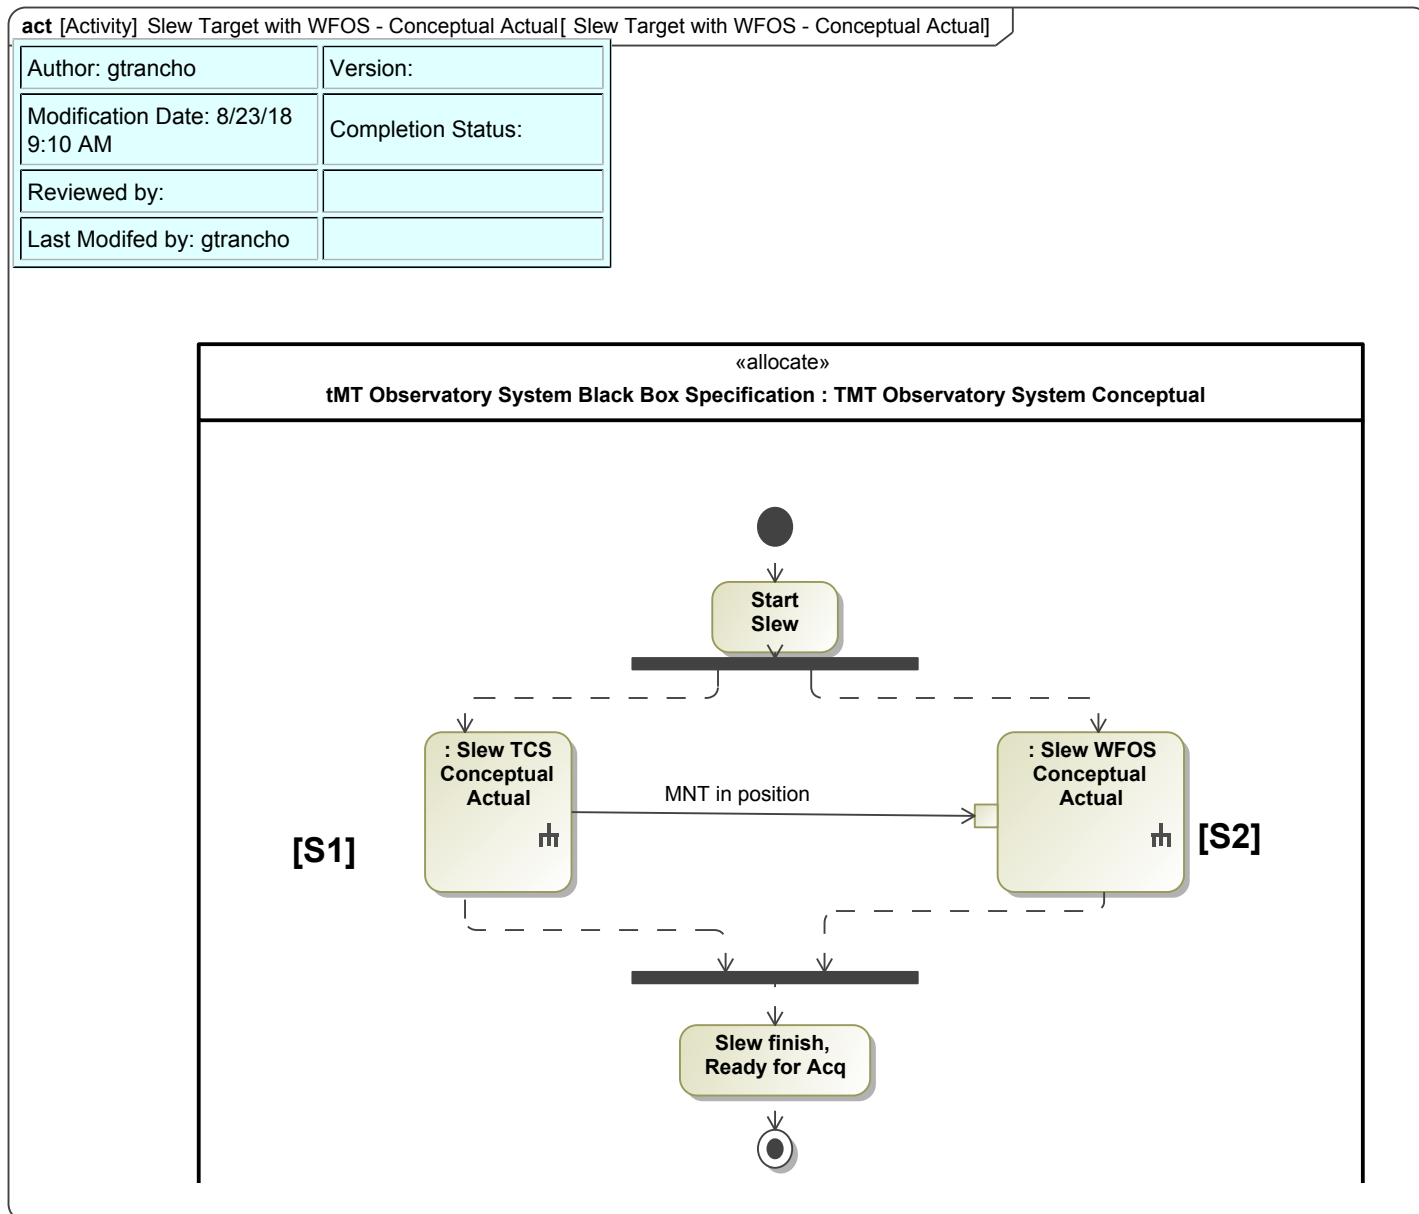 act [Activity] Slew Target with WFOS - Conceptual Actual[ Slew Target with WFOS - Conceptual Actual]
Author: gtrancho
Version:
Modification Date: 8/23/18
9:10 AM
Completion Status:
Reviewed by:
Last Modifed by: gtrancho
«allocate»
tMT Observatory System Black Box Specification : TMT Observatory System Conceptual
Start
Slew
: Slew TCS
Conceptual
Actual
MNT in position
: Slew WFOS
Conceptual
Actual
[S1]
[S2]
Slew finish,
Ready for Acq